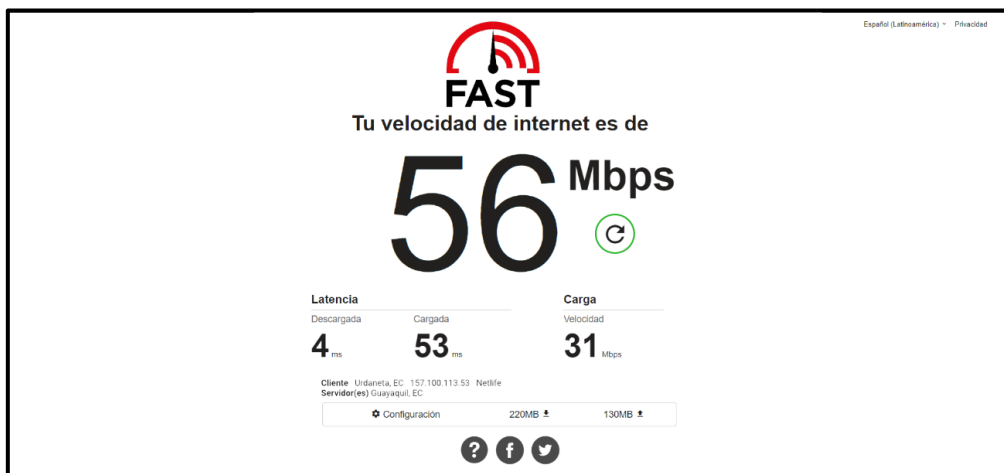 Español (Latinoamérica) Privacidad
FAST
Tu velocidad de internet es de
56 Mbps
Latencia Carga
Descargada Cargada Velocidad
4 ms 53 ms 31 Mbps
Cliente Urdaneta, EC 157.100.113.53 Netlife
Servidor(es) Guayaquil, EC
Configuración 220MB 130MB
?